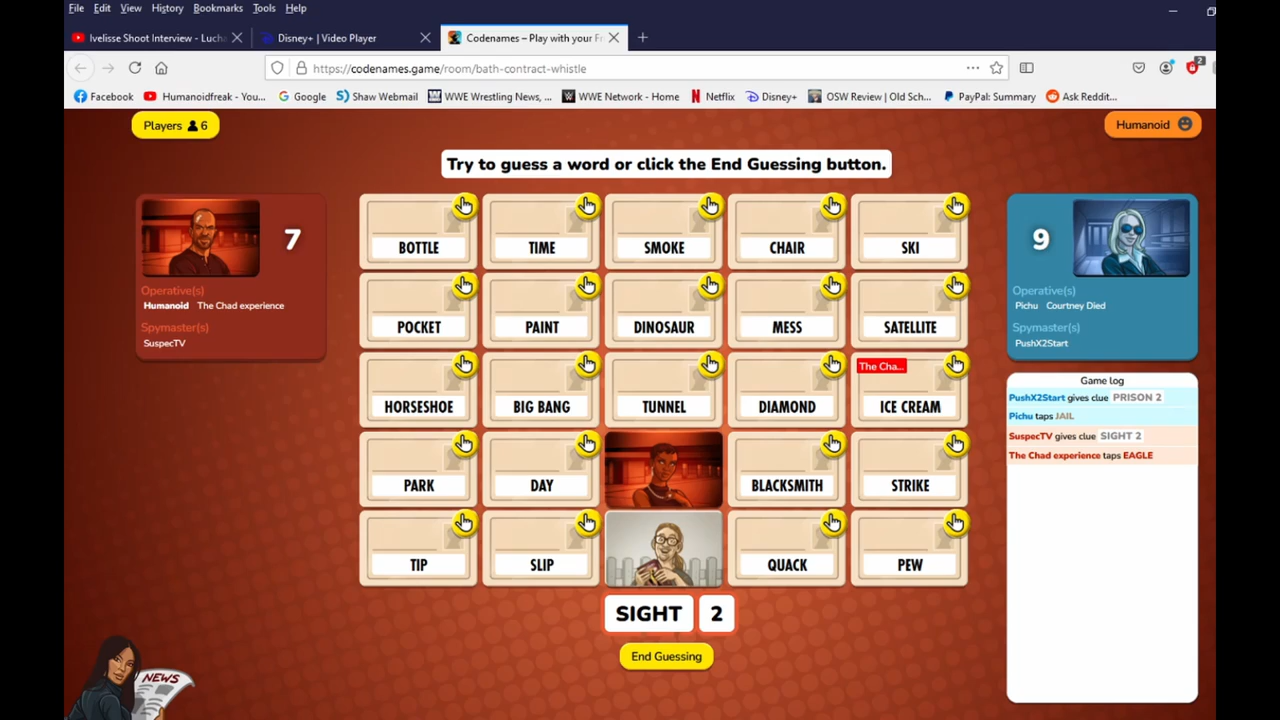 File Edit View History Bookmarks Tools Help
Ivelisse Shoot Interview - Lucha
Disney+ | Video Player
Codenames – Play with your Fr
https://codenames.game/room/bath-contract-whistle
2
Facebook
Humanoidfreak - You...
Google
Shaw Webmail
WWE Wrestling News, ...
WWE Network - Home
Netflix
Disney+
OSW Review | Old Sch...
PayPal: Summary
Ask Reddit...
Players 6
Humanoid
Try to guess a word or click the End Guessing button.
7
Operative(s)
Humanoid The Chad experience
Spymaster(s)
SuspecTV
BOTTLE TIME SMOKE CHAIR SKI
POCKET PAINT DINOSAUR MESS SATELLITE
The Cha...
HORSESHOE BIG BANG TUNNEL DIAMOND ICE CREAM
PARK DAY BLACKSMITH STRIKE
TIP SLIP QUACK PEW
SIGHT 2
End Guessing
NEWS
9
Operative(s)
Pichu Courtney Died
Spymaster(s)
PushX2Start
Game log
PushX2Start gives clue PRISON 2
Pichu taps JAIL
SuspecTV gives clue SIGHT 2
The Chad experience taps EAGLE